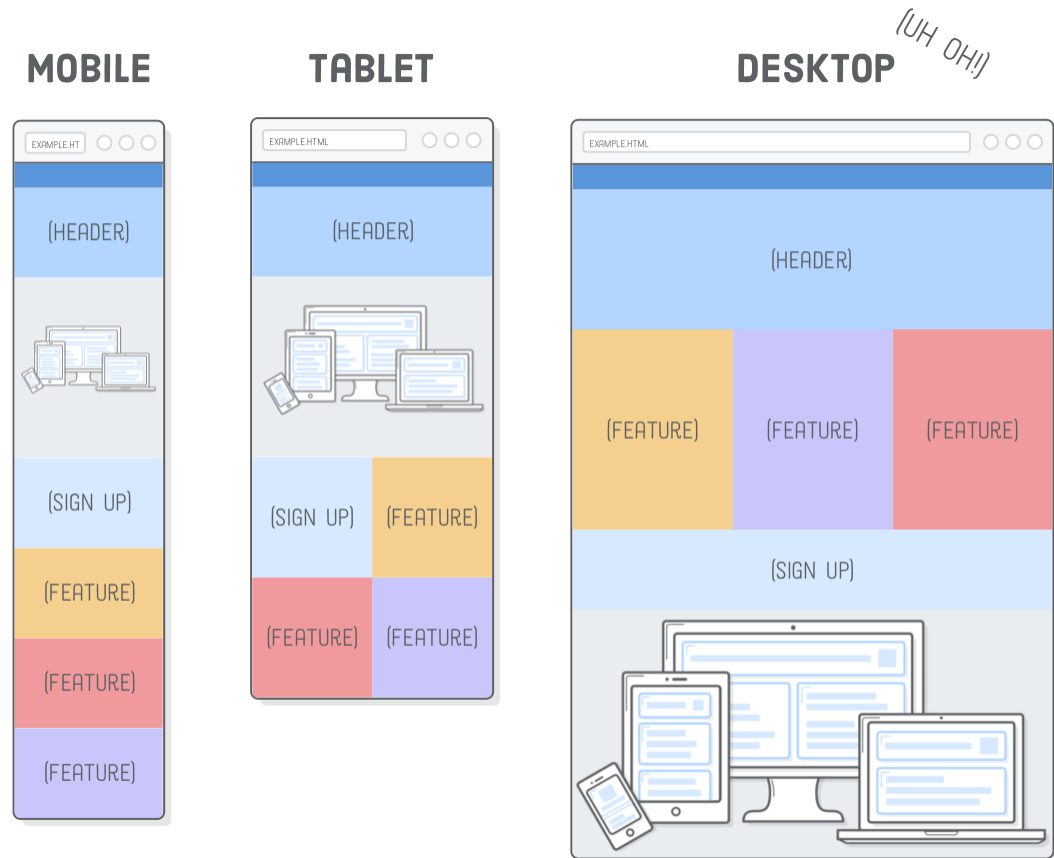 MOBILE
EXAMPLE.HT
(HEADER)
(SIGN UP)
(FEATURE)
(FEATURE)
(FEATURE)
TABLET
EXAMPLE.HTML
(HEADER)
(SIGN UP) (FEATURE)
(FEATURE) (FEATURE)
DESKTOP
(UH OH!)
EXAMPLE.HTML
(HEADER)
(FEATURE) (FEATURE) (FEATURE)
(SIGN UP)